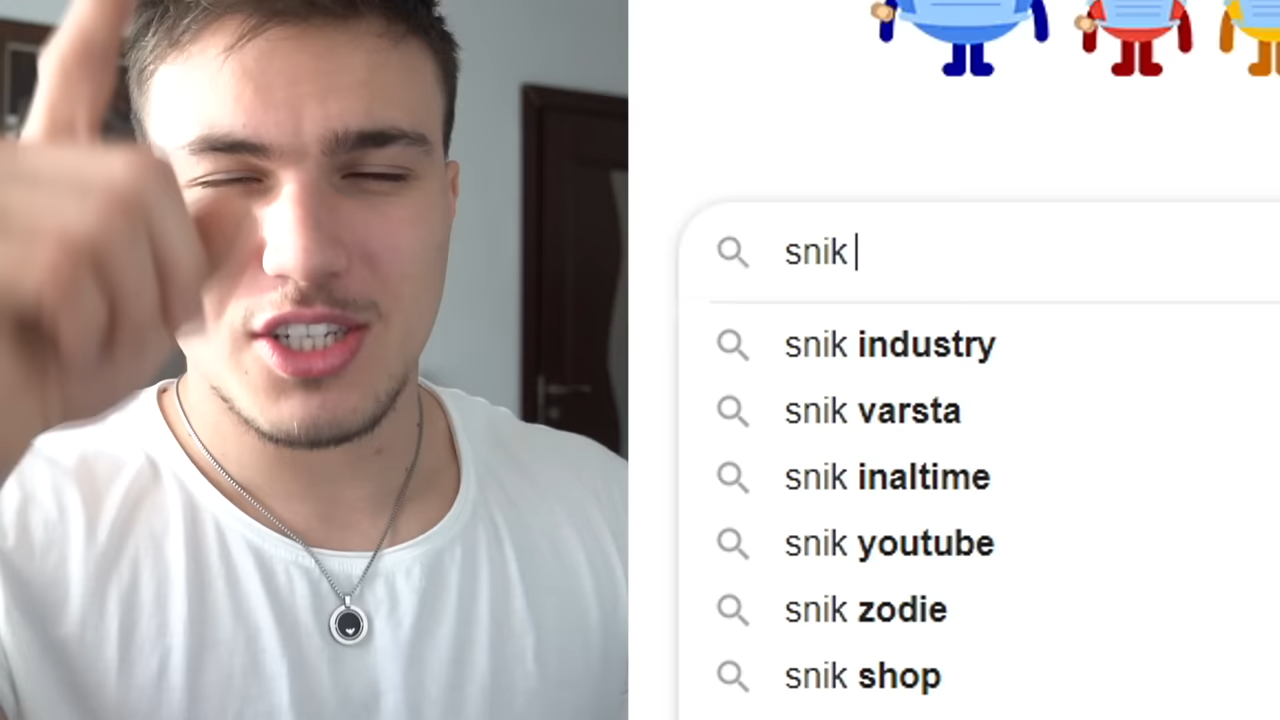 snik
snik industry
snik varsta
snik inaltime
snik youtube
snik zodie
snik shop